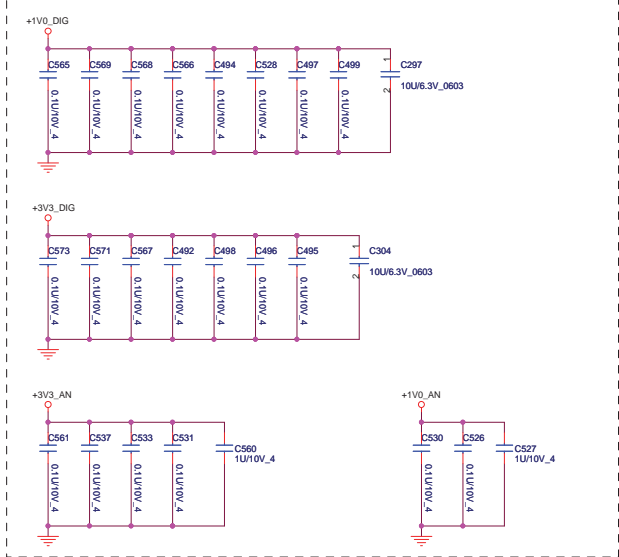 +1V0_DIG
C565
C569
C568
C566
C494
C528
C497
C499
1
C297
2
10U/6.3V_0603
0.1U/10V_4
0.1U/10V_4
0.1U/10V_4
0.1U/10V_4
0.1U/10V_4
0.1U/10V_4
0.1U/10V_4
0.1U/10V_4
+3V3_DIG
C573
C571
C567
C492
C498
C496
C495
1
C304
2
10U/6.3V_0603
0.1U/10V_4
0.1U/10V_4
0.1U/10V_4
0.1U/10V_4
0.1U/10V_4
0.1U/10V_4
0.1U/10V_4
+3V3_AN
C561
C537
C533
C531
C560
1U/10V_4
0.1U/10V_4
0.1U/10V_4
0.1U/10V_4
0.1U/10V_4
+1V0_AN
C530
C526
C527
1U/10V_4
0.1U/10V_4
0.1U/10V_4